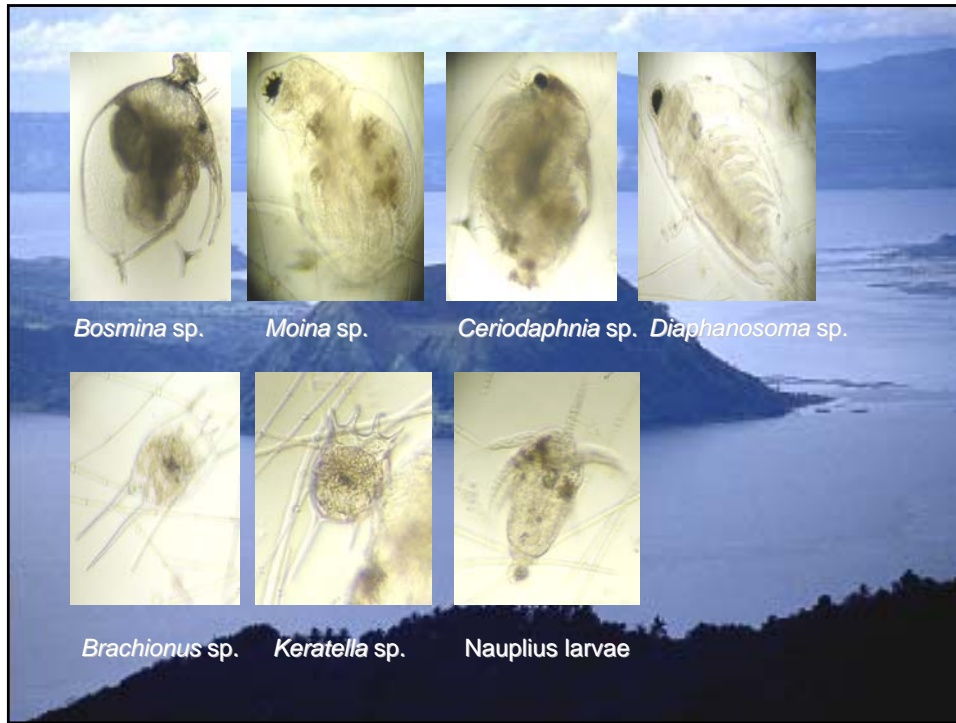 Bosmina sp. Moina sp. Ceriodaphnia sp. Diaphanosoma sp.
Brachionus sp. Keratella sp. Nauplius larvae